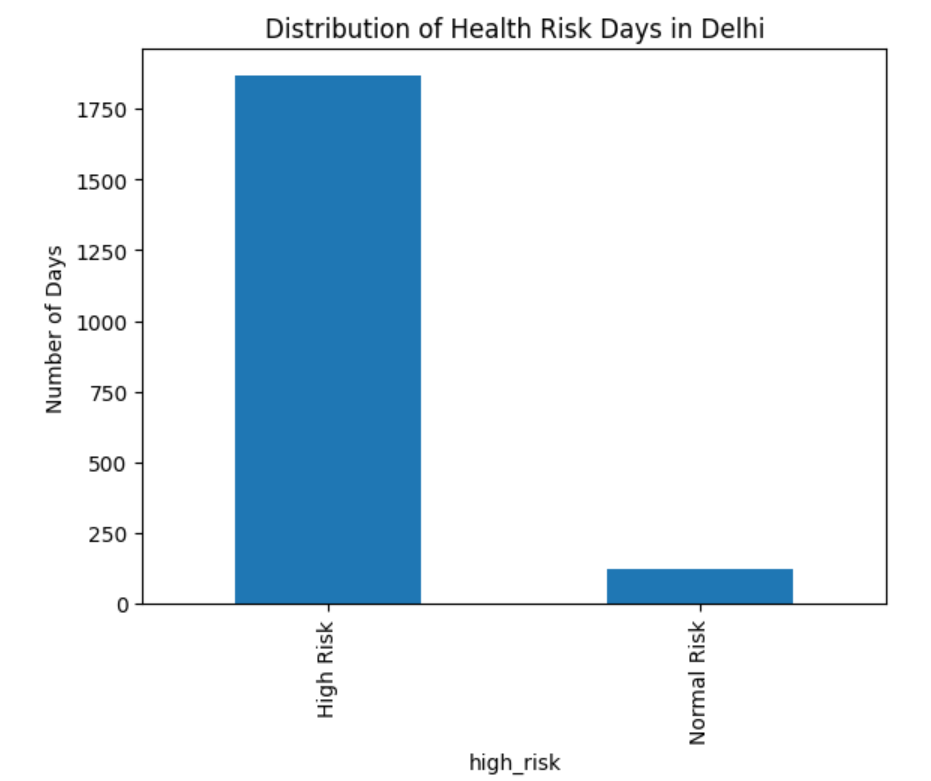 Distribution of Health Risk Days in Delhi
Number of Days
1750
1500
1250
1000
750
500
250
0
High Risk
Normal Risk
high_risk